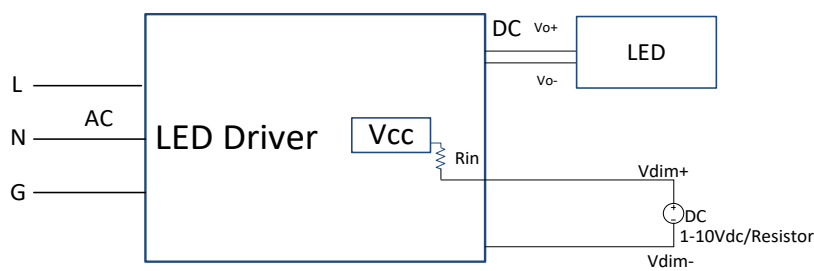 DC Vo+
LED
Vo-
L
AC
N
LED Driver
Vcc
Rin
G
Vdim+
+
−
DC
1-10Vdc/Resistor
Vdim-